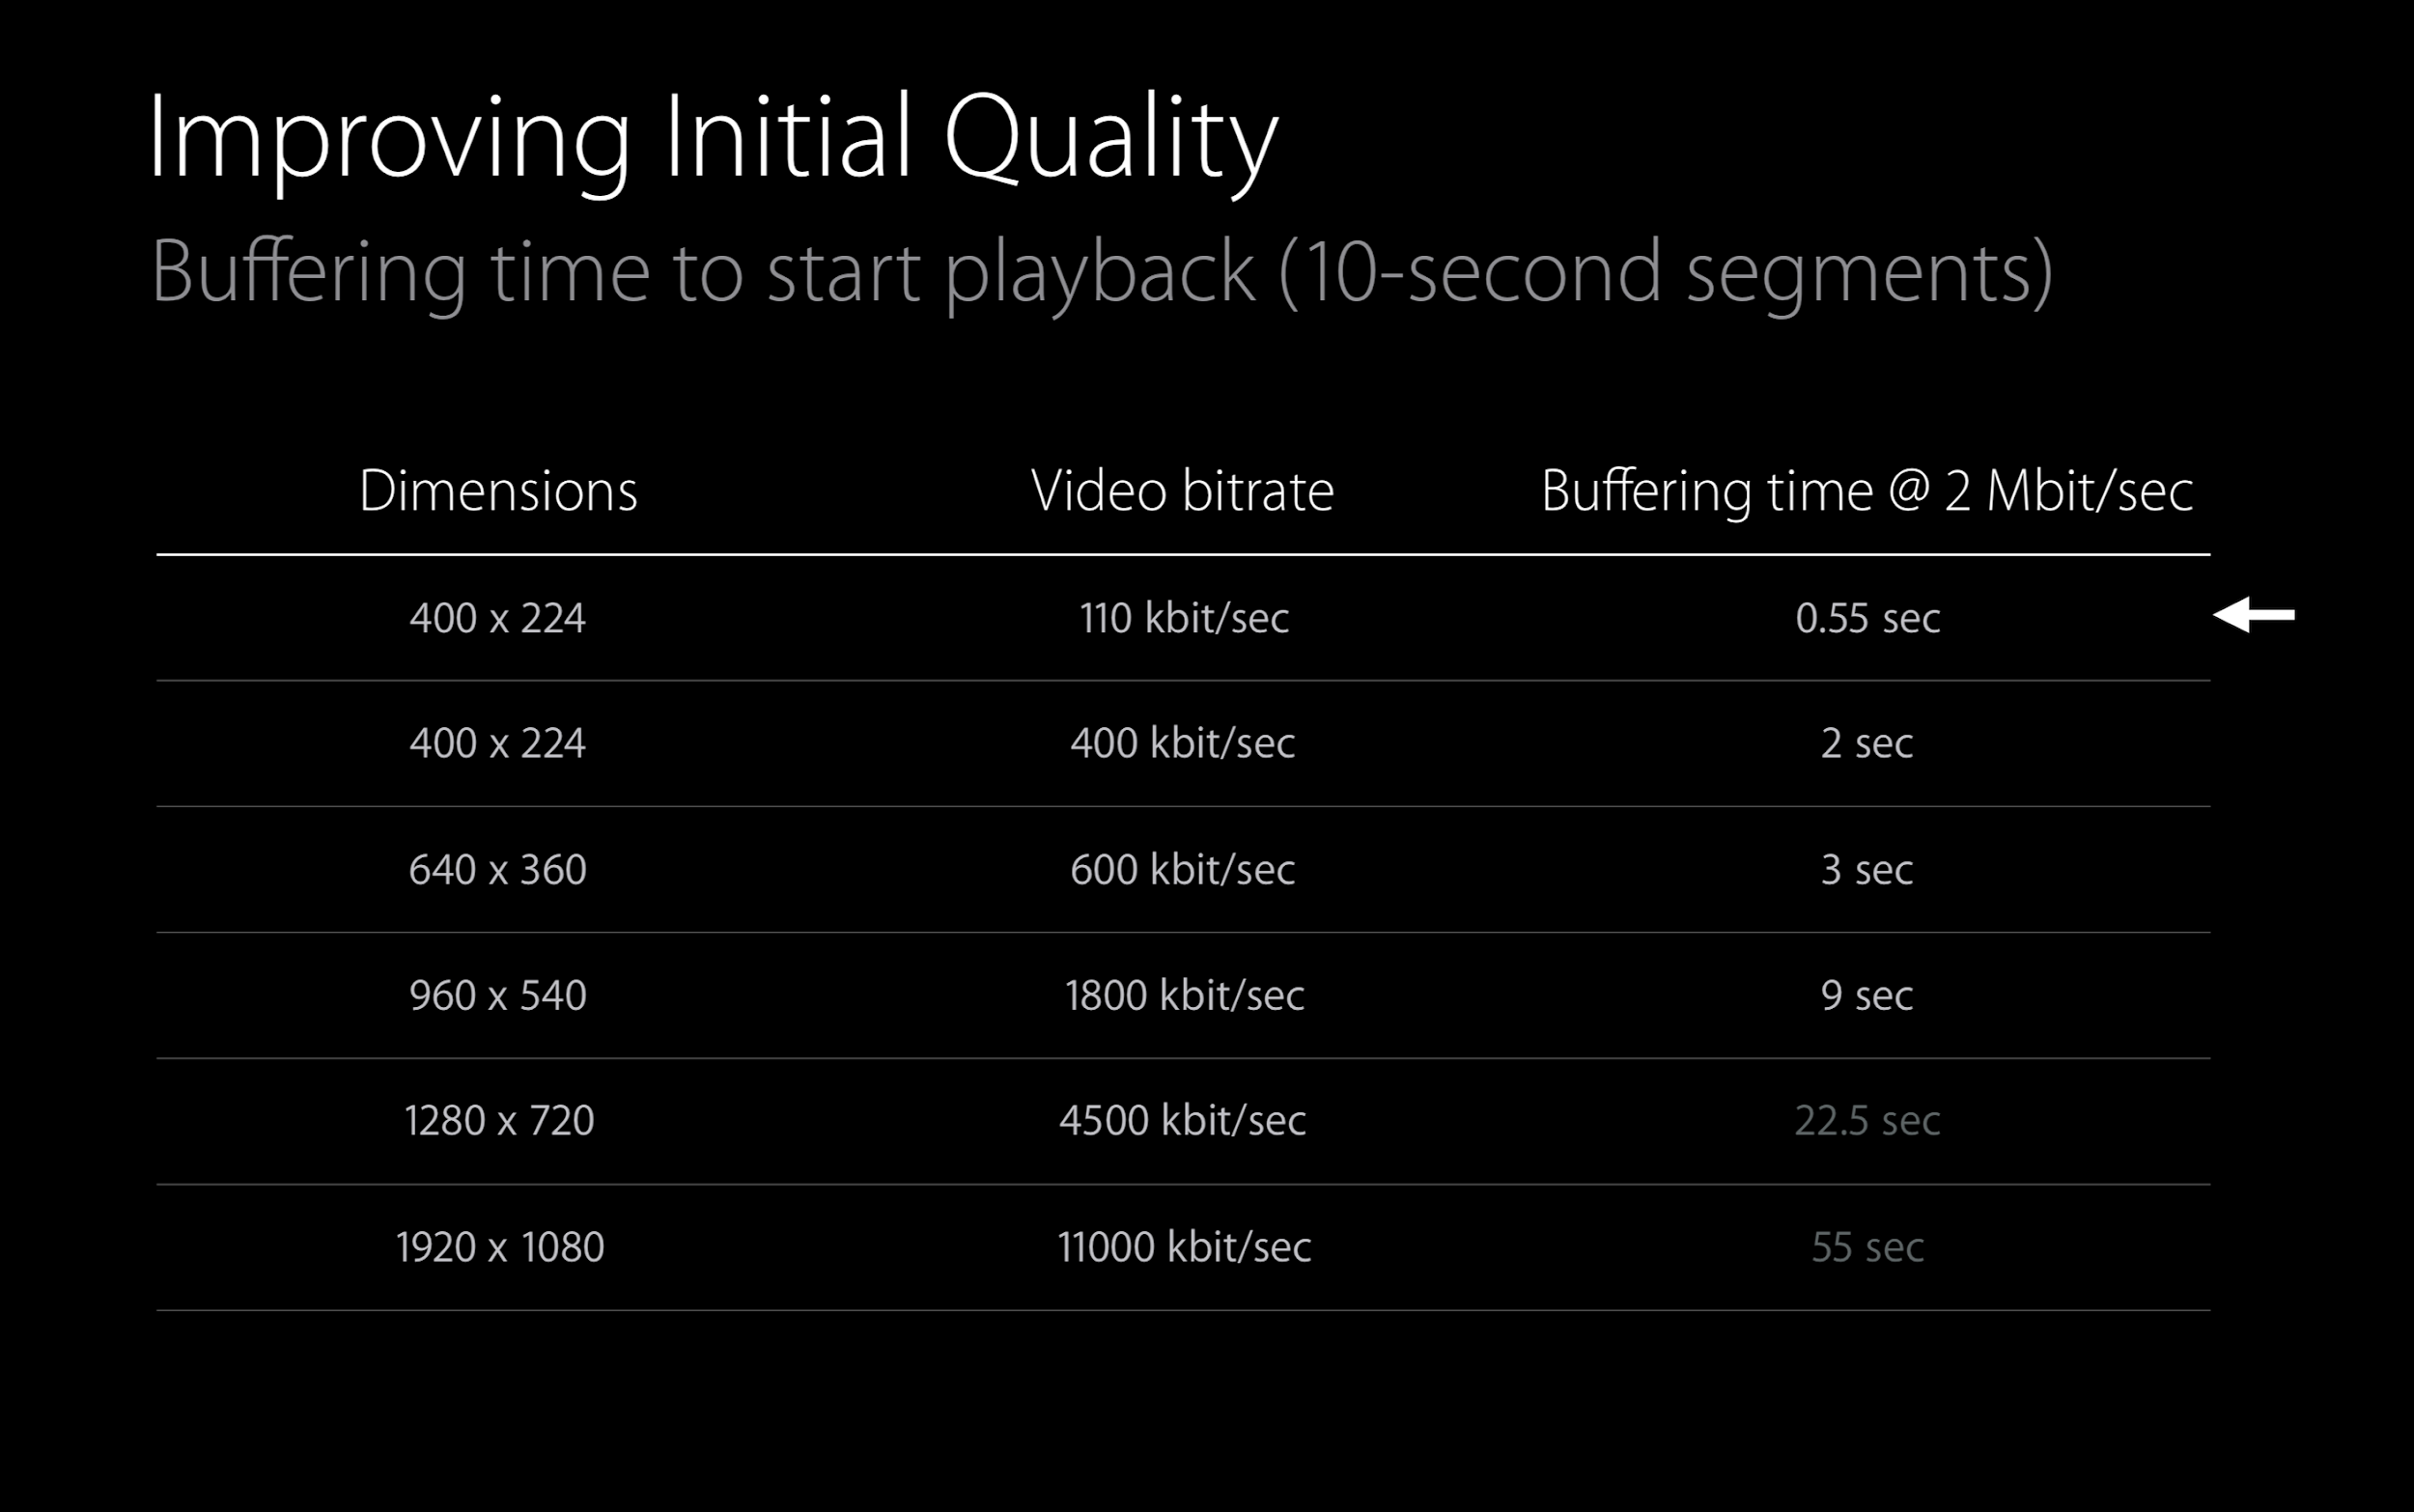 Improving Initial Quality
Buffering time to start playback (10-second segments)
Dimensions Video bitrate Buffering time @ 2 Mbit/sec
400 x 224 110 kbit/sec 0.55 sec
400 x 224 400 kbit/sec 2 sec
640 x 360 600 kbit/sec 3 sec
960 x 540 1800 kbit/sec 9 sec
1280 x 720 4500 kbit/sec 22.5 sec
1920 x 1080 11000 kbit/sec 55 sec